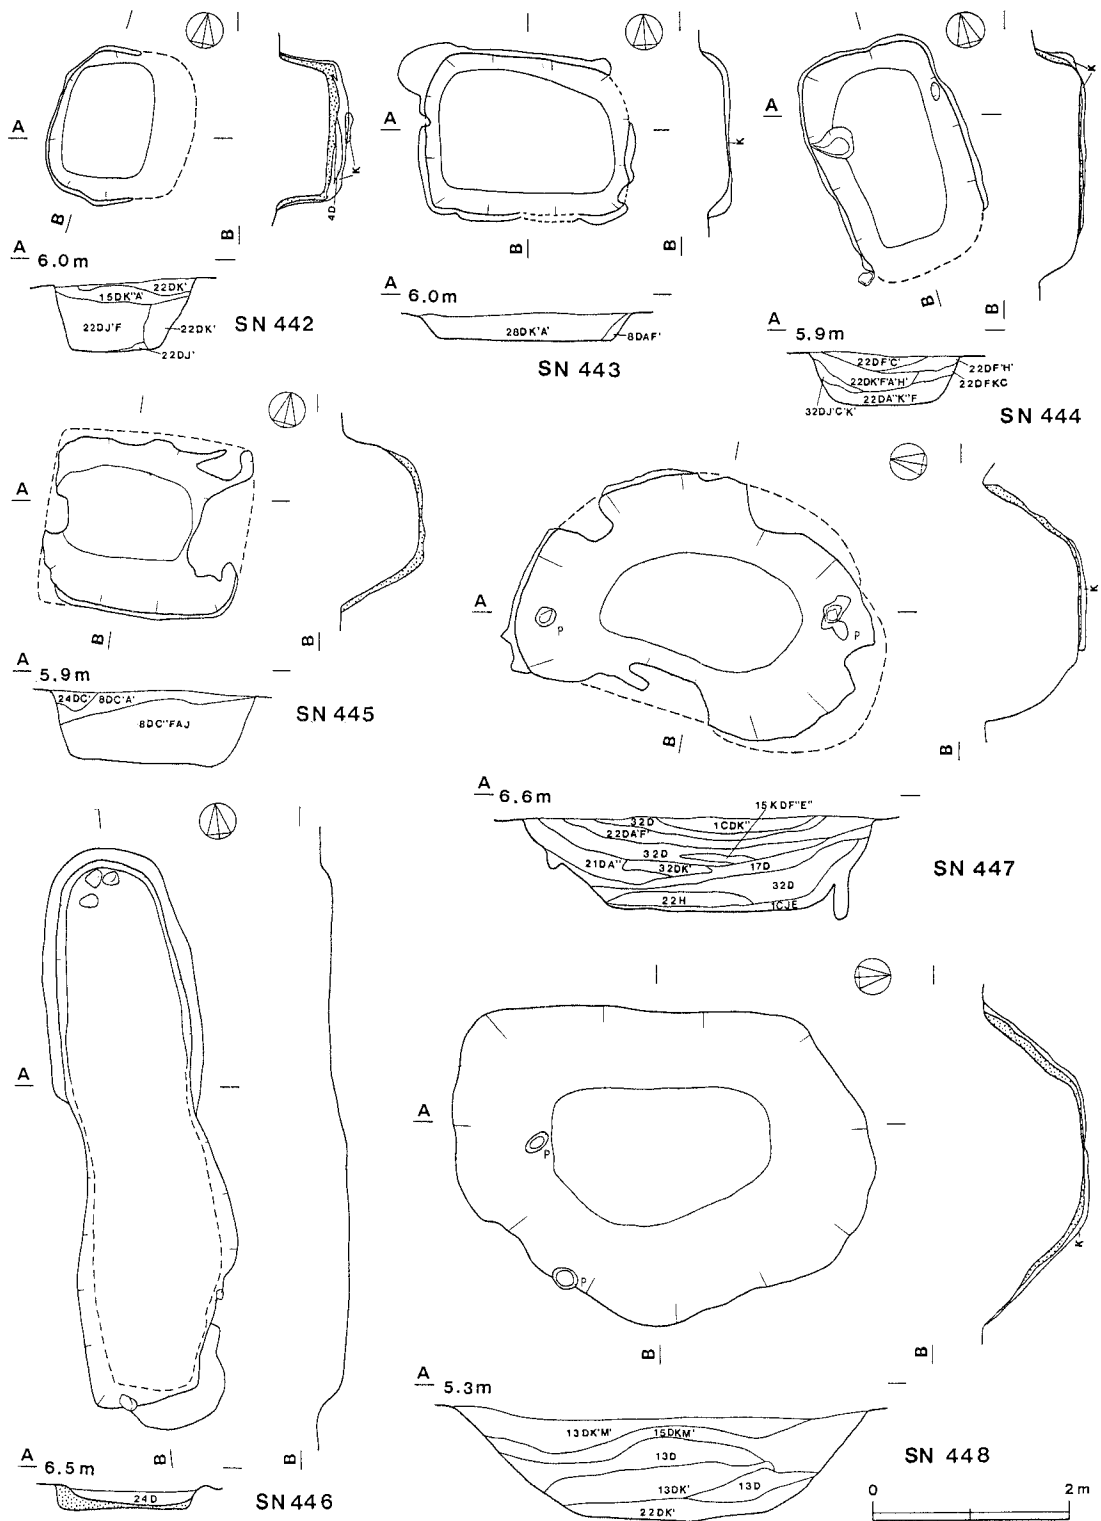 A
B
B
K
4D
A 6.0m
22DK'
15DK"A'
22DJ'F
22DK'
22DJ'
SN 442
A
B
B
K
A 6.0m
28DK'A'
8DAF'
SN 443
A
B
B
K
A 5.9m
22DF'C'
22DF'H'
22DK'F'A'H'
22DFKC
22DA"K"F
32DJ'C'K'
SN 444
A
B
B
A 5.9m
24DC'
8DC'A'
8DC"FAJ
SN 445
A
P
P
B
B
K
A 6.6m
15KDF"E"
32D
1CDK"
22DA'F'
32D
21DA"
17D
32DK'
32D
22H
1CJE
SN 447
A
B
B
A 6.5m
24D
SN 446
A
P
P
B
B
K
A 5.3m
13DK'M'
15DKM'
13D
13DK'
13D
22DK'
SN 448
0 2 m